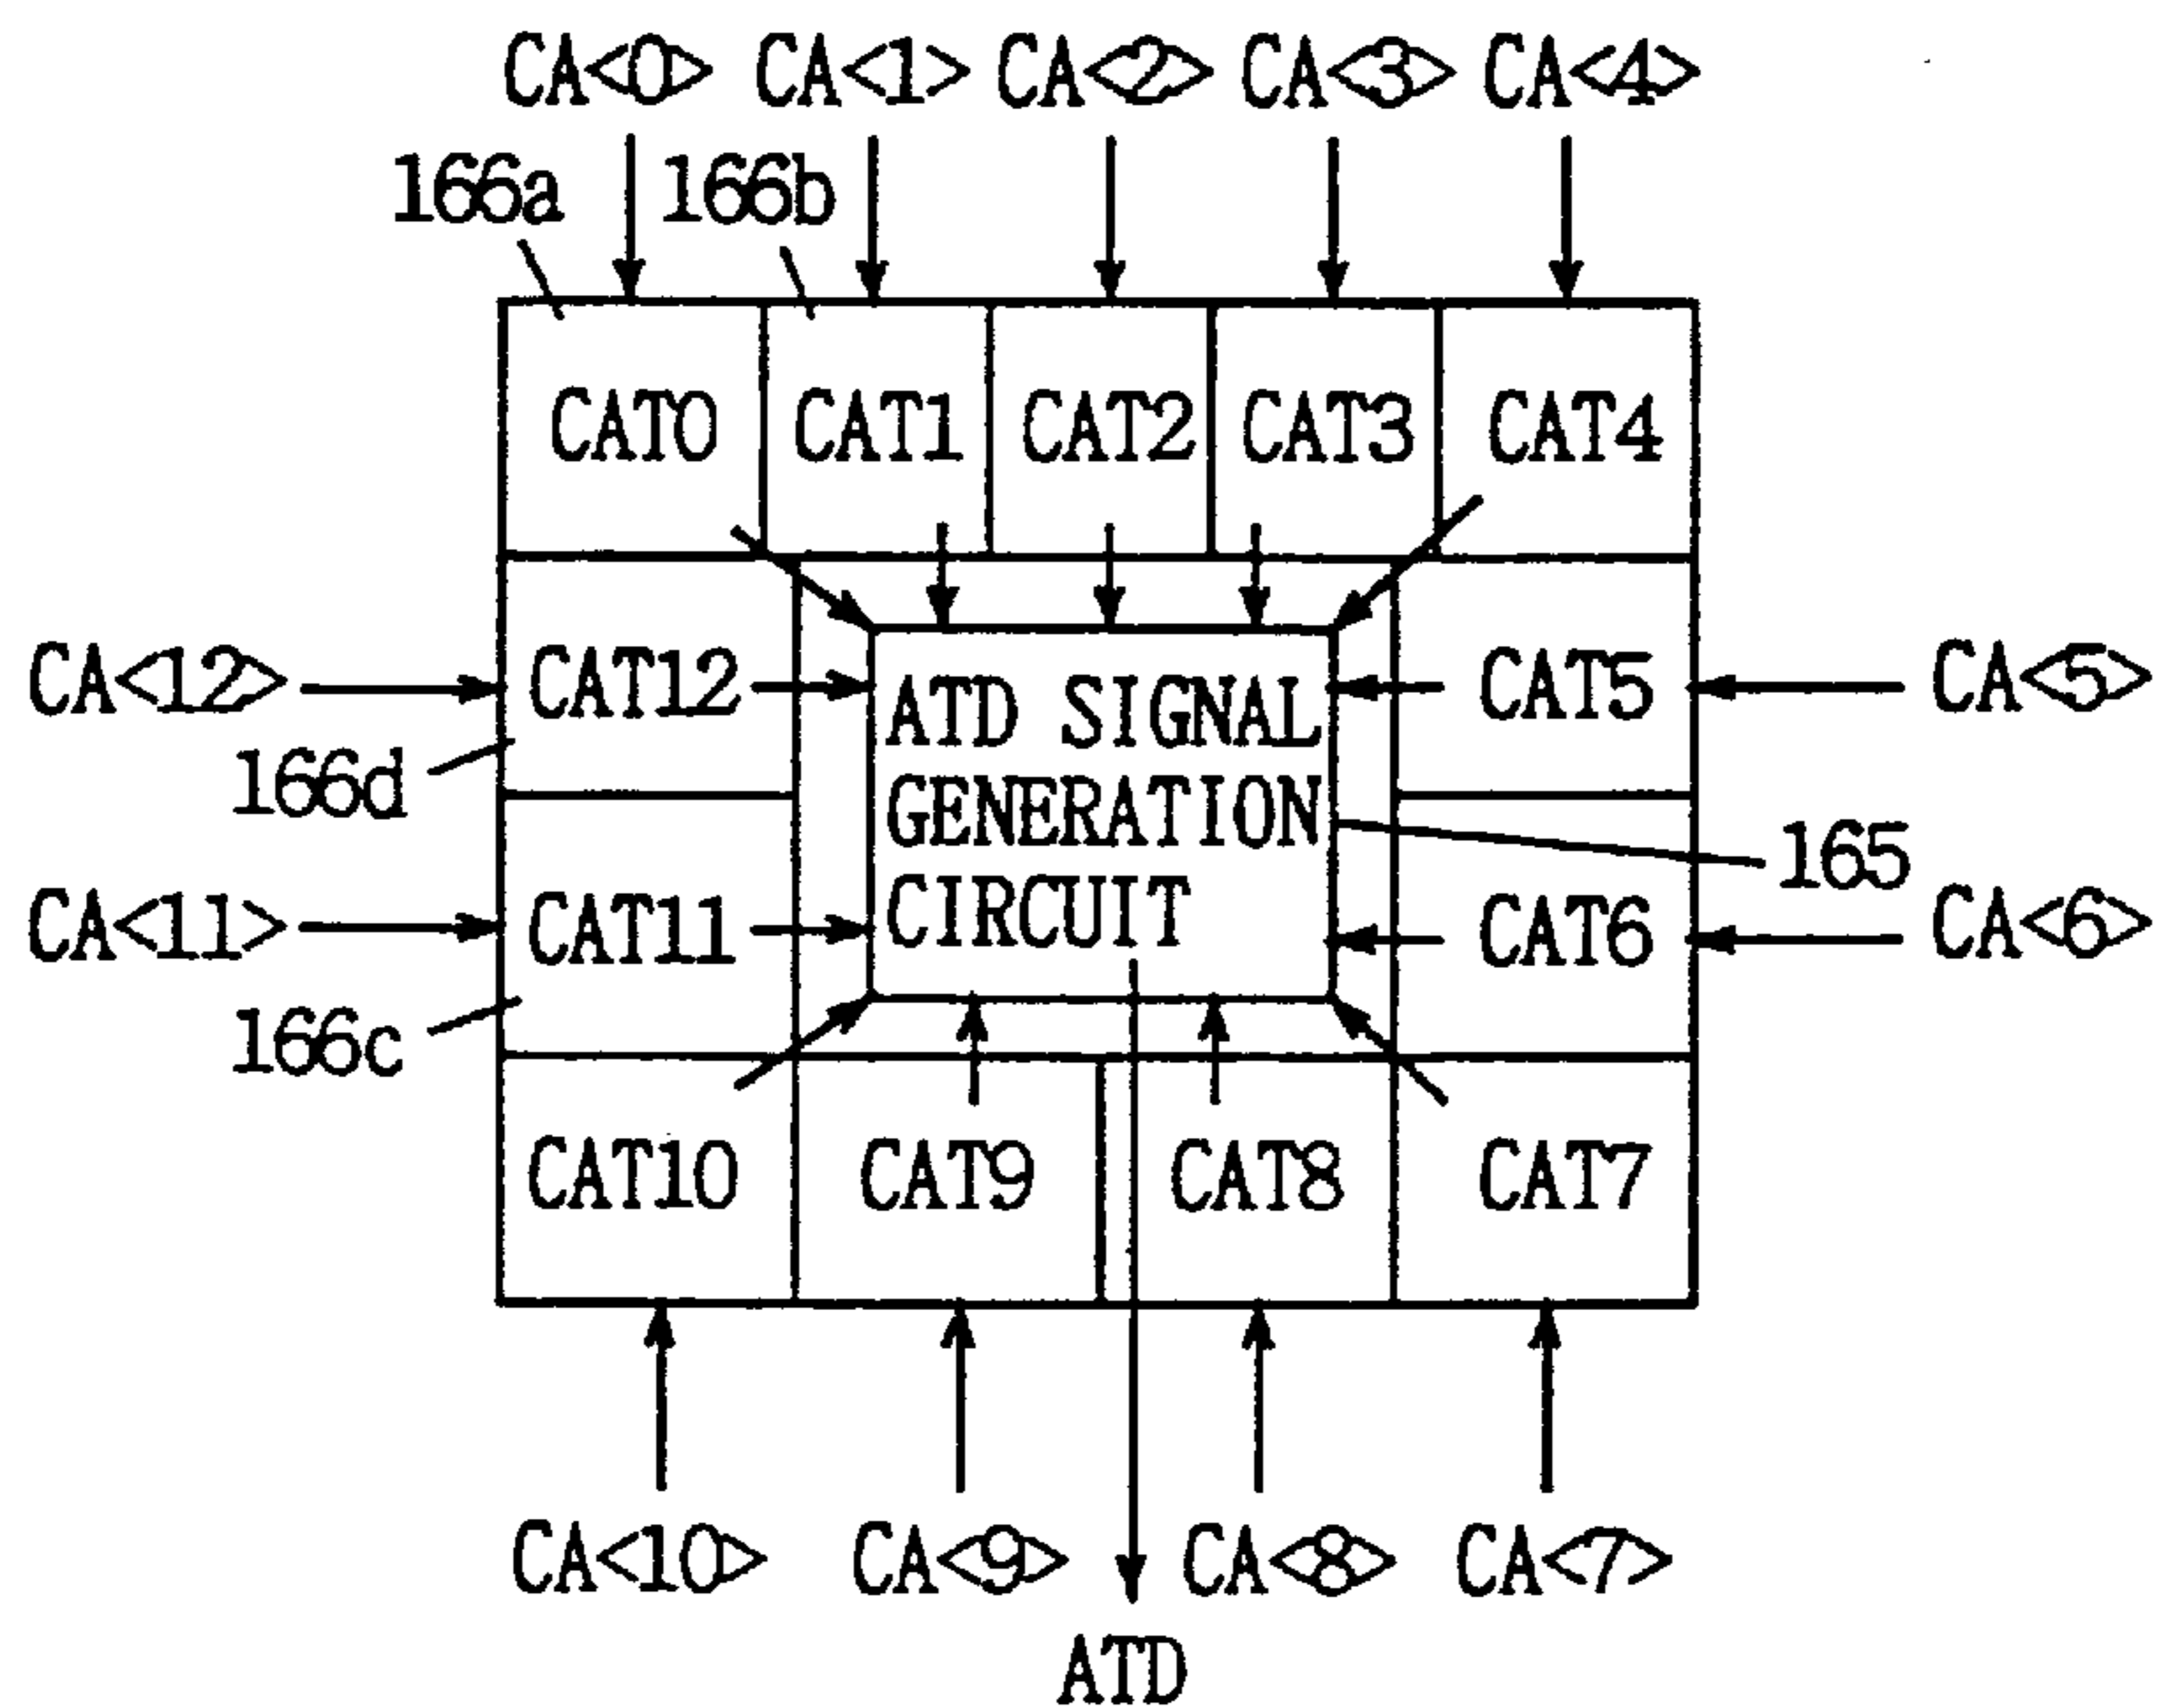 CA<0> CA<1> CA<2> CA<3> CA<4>
166a 166b
CAT0 CAT1 CAT2 CAT3 CAT4
CA<12> CAT12 CAT5 CA<5>
166d
ATD SIGNAL
GENERATION
CIRCUIT
165
CA<11> CAT11 CAT6 CA<6>
166c
CAT10 CAT9 CAT8 CAT7
CA<10> CA<9> CA<8> CA<7>
ATD